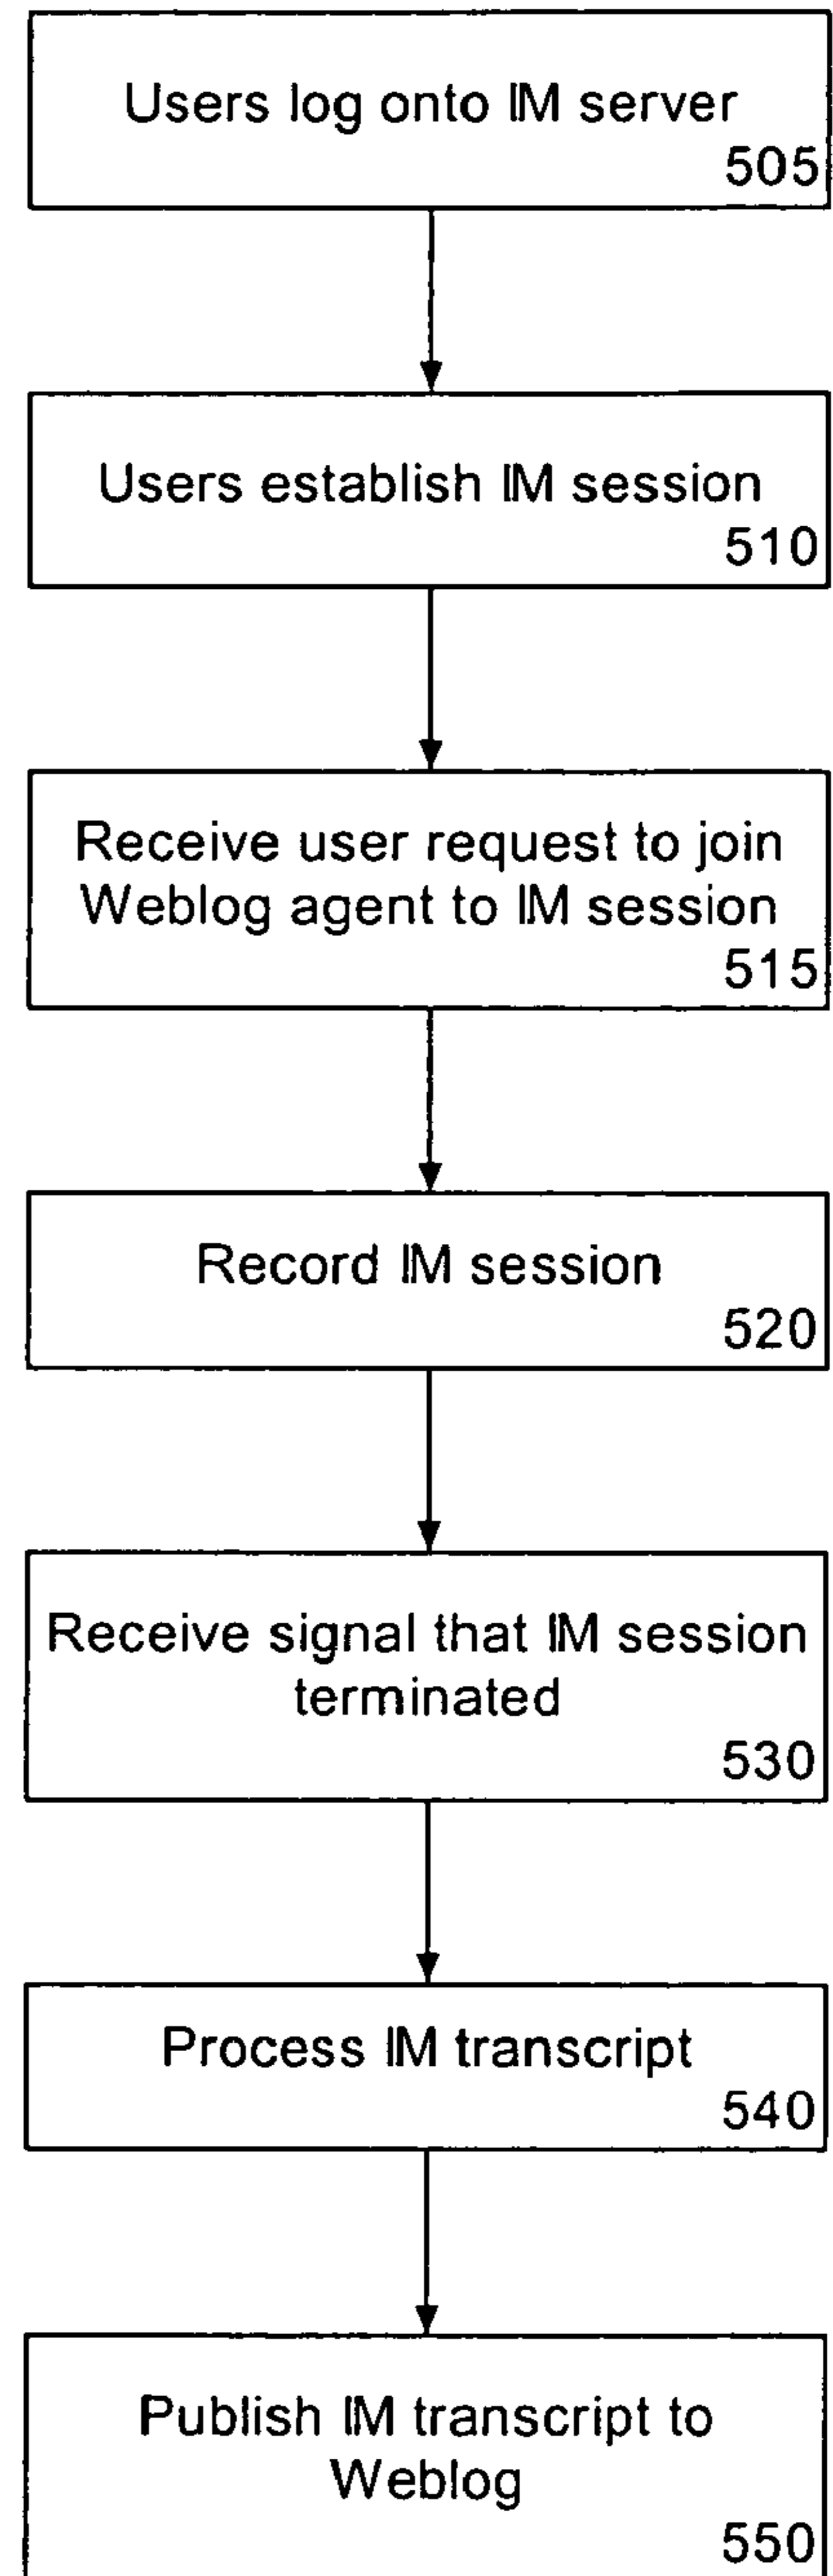 Users log onto IM server
505
Users establish IM session
510
Receive user request to join
Weblog agent to IM session
515
Record IM session
520
Receive signal that IM session
terminated
530
Process IM transcript
540
Publish IM transcript to
Weblog
550